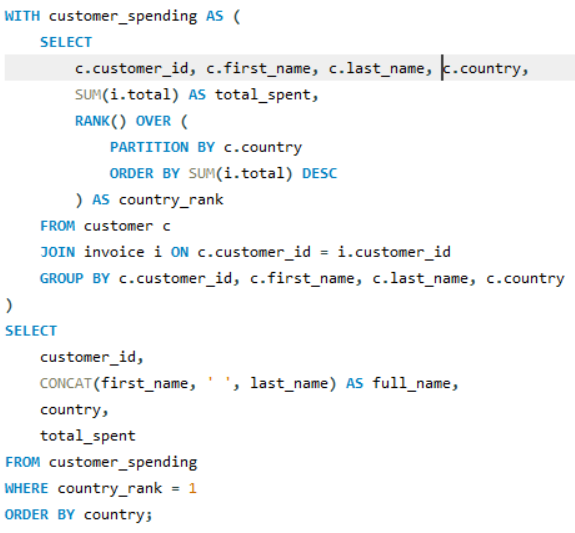 WITH customer_spending AS (
    SELECT
        c.customer_id, c.first_name, c.last_name, c.country,
        SUM(i.total) AS total_spent,
        RANK() OVER (
            PARTITION BY c.country
            ORDER BY SUM(i.total) DESC
        ) AS country_rank
    FROM customer c
    JOIN invoice i ON c.customer_id = i.customer_id
    GROUP BY c.customer_id, c.first_name, c.last_name, c.country
)
SELECT
    customer_id,
    CONCAT(first_name, ' ', last_name) AS full_name,
    country,
    total_spent
FROM customer_spending
WHERE country_rank = 1
ORDER BY country;